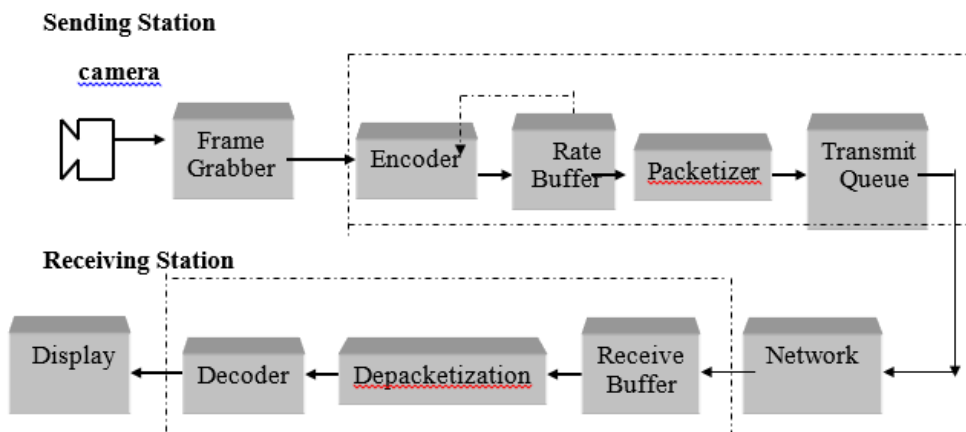 Sending Station
camera
Frame
Grabber
Encoder
Rate
Buffer
Packetizer
Transmit
Queue
Receiving Station
Display
Decoder
Depacketization
Receive
Buffer
Network